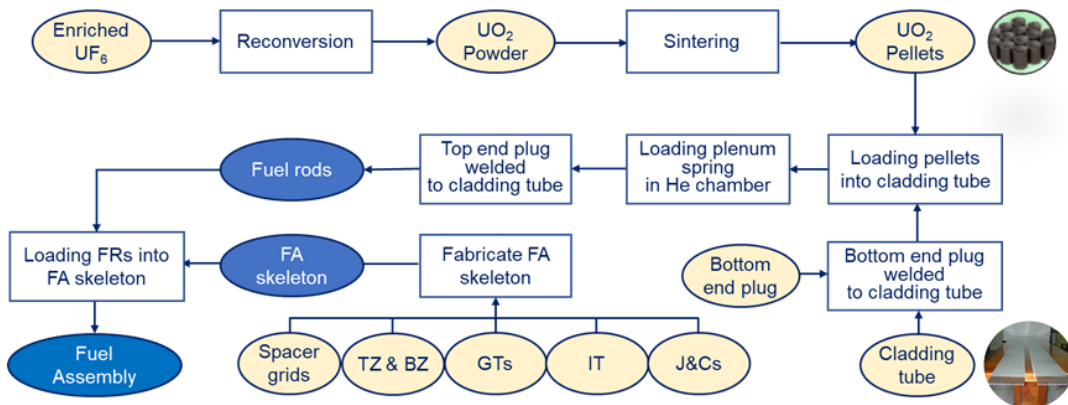 Enriched
UF₆
Reconversion
UO₂
Powder
Sintering
UO₂
Pellets
Fuel rods
Top end plug
welded
to cladding tube
Loading plenum
spring
in He chamber
Loading pellets
into cladding tube
Loading FRs into
FA skeleton
FA
skeleton
Fabricate FA
skeleton
Bottom
end plug
Bottom end plug
welded
to cladding tube
Fuel
Assembly
Spacer
grids
TZ & BZ
GTs
IT
J&Cs
Cladding
tube